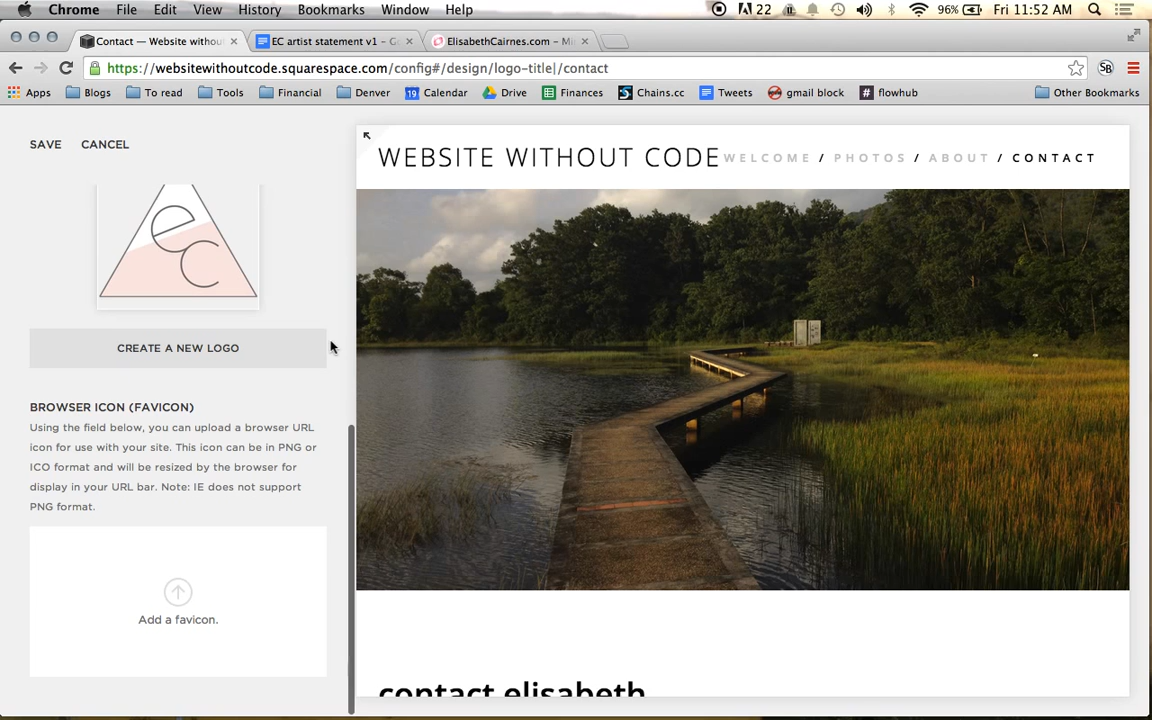 Chrome File Edit View History Bookmarks Window Help 22 96% Fri 11:52 AM
Contact — Website withou EC artist statement v1 – G ElisabethCairnes.com – Mi
https://websitewithoutcode.squarespace.com/config#/design/logo-title|/contact SB
Apps Blogs To read Tools Financial Denver 19 Calendar Drive Finances Chains.cc Tweets gmail block # flowhub Other Bookmarks
SAVE CANCEL
WEBSITE WITHOUT CODE WELCOME / PHOTOS / ABOUT / CONTACT
ec
CREATE A NEW LOGO
BROWSER ICON (FAVICON)
Using the field below, you can upload a browser URL
icon for use with your site. This icon can be in PNG or
ICO format and will be resized by the browser for
display in your URL bar. Note: IE does not support
PNG format.
Add a favicon.
contact elisabeth